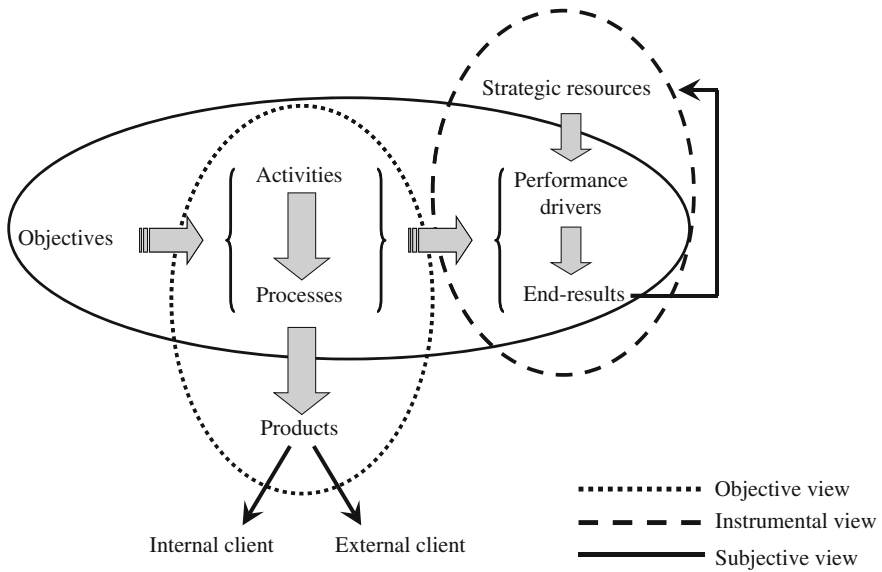 Strategic resources
Activities
Performance
drivers
Objectives
Processes
End-results
Products
Internal client
External client
Objective view
Instrumental view
Subjective view